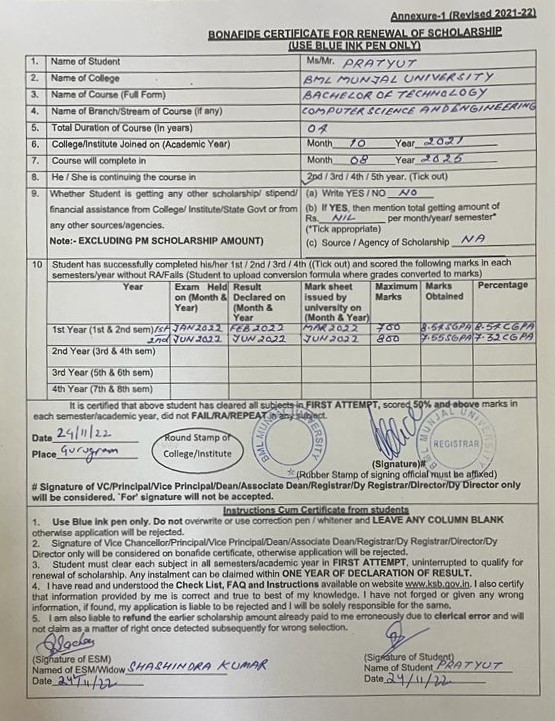 Annexure-1 (Revised 2021-22)
BONAFIDE CERTIFICATE FOR RENEWAL OF SCHOLARSHIP
(USE BLUE INK PEN ONLY)
1. Name of Student Ms/Mr. PRATYUT
2. Name of College BML MUNJAL UNIVERSITY
3. Name of Course (Full Form) BACHELOR OF TECHNOLOGY
4. Name of Branch/Stream of Course (if any) COMPUTER SCIENCE AND ENGINEERING
5. Total Duration of Course (In years) 04
6. College/Institute Joined on (Academic Year) Month 10 Year 2021
7. Course will complete in Month 08 Year 2025
8. He / She is continuing the course in 2nd / 3rd / 4th / 5th year. (Tick out)
9. Whether Student is getting any other scholarship/ stipend/ (a) Write YES / NO NO
financial assistance from College/ Institute/State Govt or from (b) If YES, then mention total getting amount of
any other sources/agencies. Rs. NIL per month/year/ semester*
(*Tick appropriate)
Note:- EXCLUDING PM SCHOLARSHIP AMOUNT) (c) Source / Agency of Scholarship NA
10 Student has successfully completed his/her 1st / 2nd / 3rd / 4th ((Tick out) and scored the following marks in each
semesters/year without RA/Fails (Student to upload conversion formula where grades converted to marks)
Year Exam Held on (Month & Year) Result Declared on (Month & Year Mark sheet issued by university on (Month & Year) Maximum Marks Marks Obtained Percentage
1st Year (1st & 2nd sem) 1st JAN 2022 FEB 2022 MAR 2022 700 8.54 SGPA 8.54 CGPA
2nd JUN 2022 JUN 2022 JUN 2022 800 7.55 SGPA 7.32 CGPA
2nd Year (3rd & 4th sem)
3rd Year (5th & 6th sem)
4th Year (7th & 8th sem)
It is certified that above student has cleared all subjects in FIRST ATTEMPT, scored 50% and above marks in
each semester/academic year, did not FAIL/RA/REPEAT in any subject.
Date 24/11/22
Place Gurugram
Round Stamp of
College/Institute
BML MUNJAL UNIVERSITY
BML MUNJAL UNIVERSITY
REGISTRAR
(Signature)#
(Rubber Stamp of signing official must be affixed)
# Signature of VC/Principal/Vice Principal/Dean/Associate Dean/Registrar/Dy Registrar/Director/Dy Director only
will be considered. `For' signature will not be accepted.
Instructions Cum Certificate from students
1. Use Blue ink pen only. Do not overwrite or use correction pen / whitener and LEAVE ANY COLUMN BLANK
otherwise application will be rejected.
2. Signature of Vice Chancellor/Principal/Vice Principal/Dean/Associate Dean/Registrar/Dy Registrar/Director/Dy
Director only will be considered on bonafide certificate, otherwise application will be rejected.
3. Student must clear each subject in all semesters/academic year in FIRST ATTEMPT, uninterrupted to qualify for
renewal of scholarship. Any instalment can be claimed within ONE YEAR OF DECLARATION OF RESULT.
4. I have read and understood the Check List, FAQ and Instructions available on website www.ksb.gov.in. I also certify
that information provided by me is correct and true to best of my knowledge. I have not forged or given any wrong
information, if found, my application is liable to be rejected and I will be solely responsible for the same.
5. I am also liable to refund the earlier scholarship amount already paid to me erroneously due to clerical error and will
not claim as a matter of right once detected subsequently for wrong selection.
(Signature of ESM) (Signature of Student)
Named of ESM/Widow SHASHINDRA KUMAR Name of Student PRATYUT
Date 24/11/22 Date 24/11/22